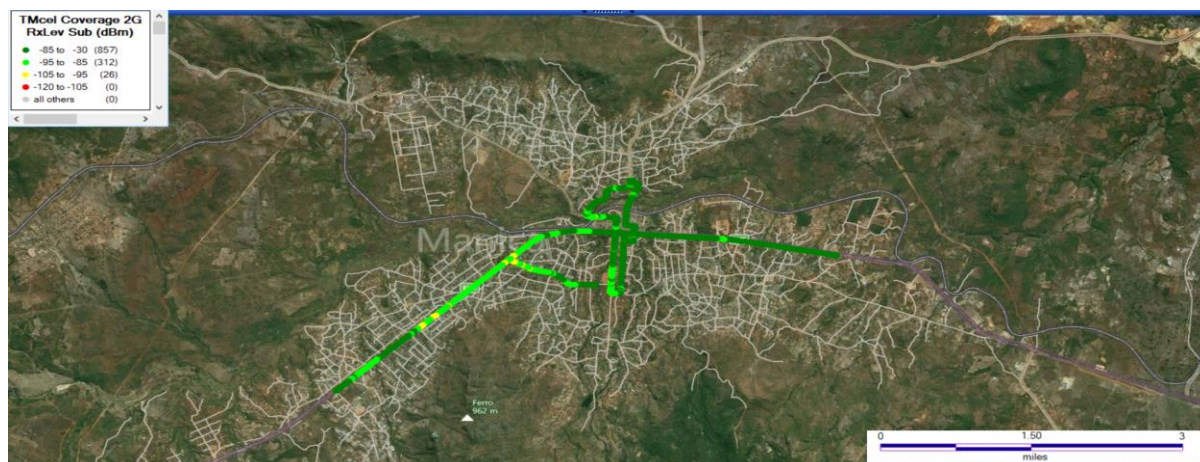 TMcel Coverage 2G
RxLev Sub (dBm)
-85 to -30 (857)
-95 to -85 (312)
-105 to -95 (26)
-120 to -105 (0)
all others (0)
Ferro
962 m
0 1.50 3
miles